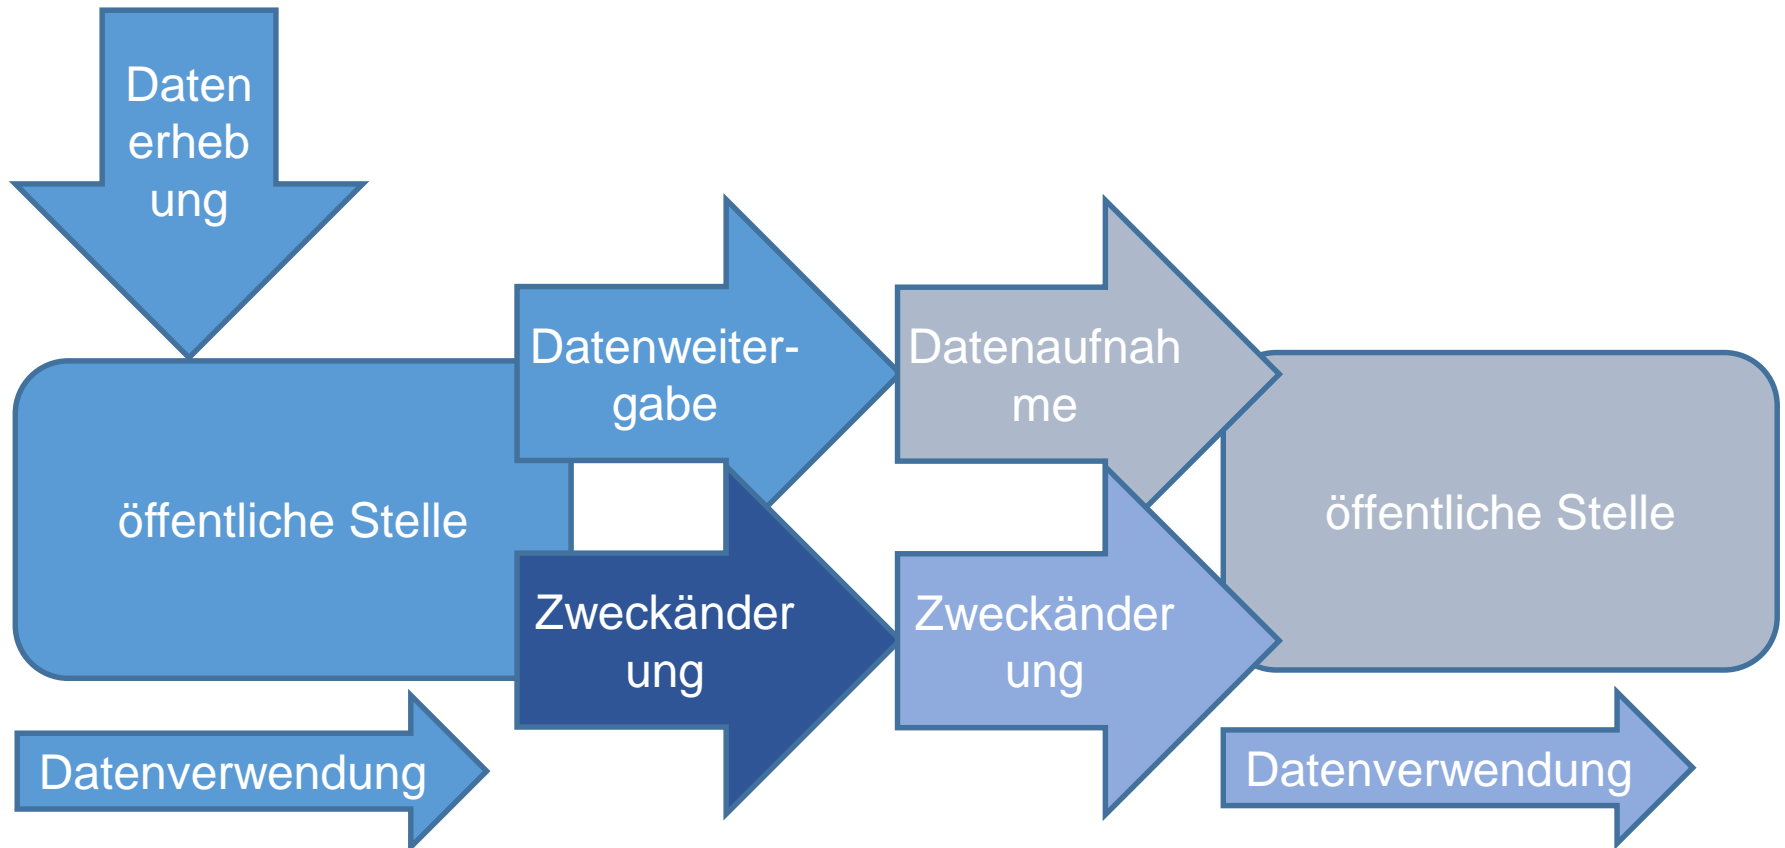 Daten
erheb
ung
Datenweiter-
gabe
Datenaufnah
me
öffentliche Stelle
öffentliche Stelle
Zweckänder
ung
Zweckänder
ung
Datenverwendung
Datenverwendung